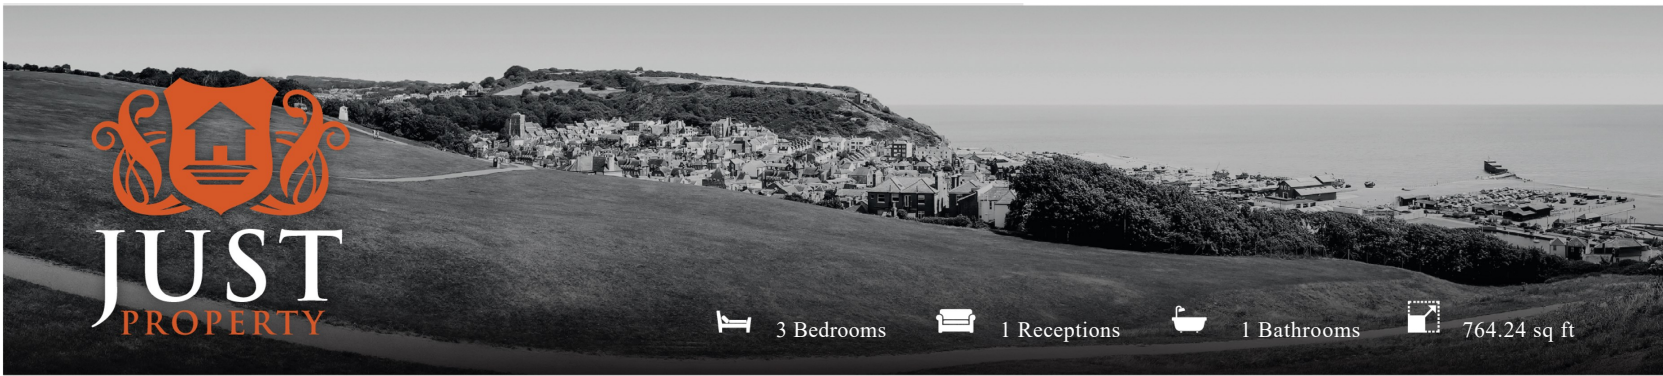 JUST
PROPERTY
3 Bedrooms 1 Receptions 1 Bathrooms 764.24 sq ft